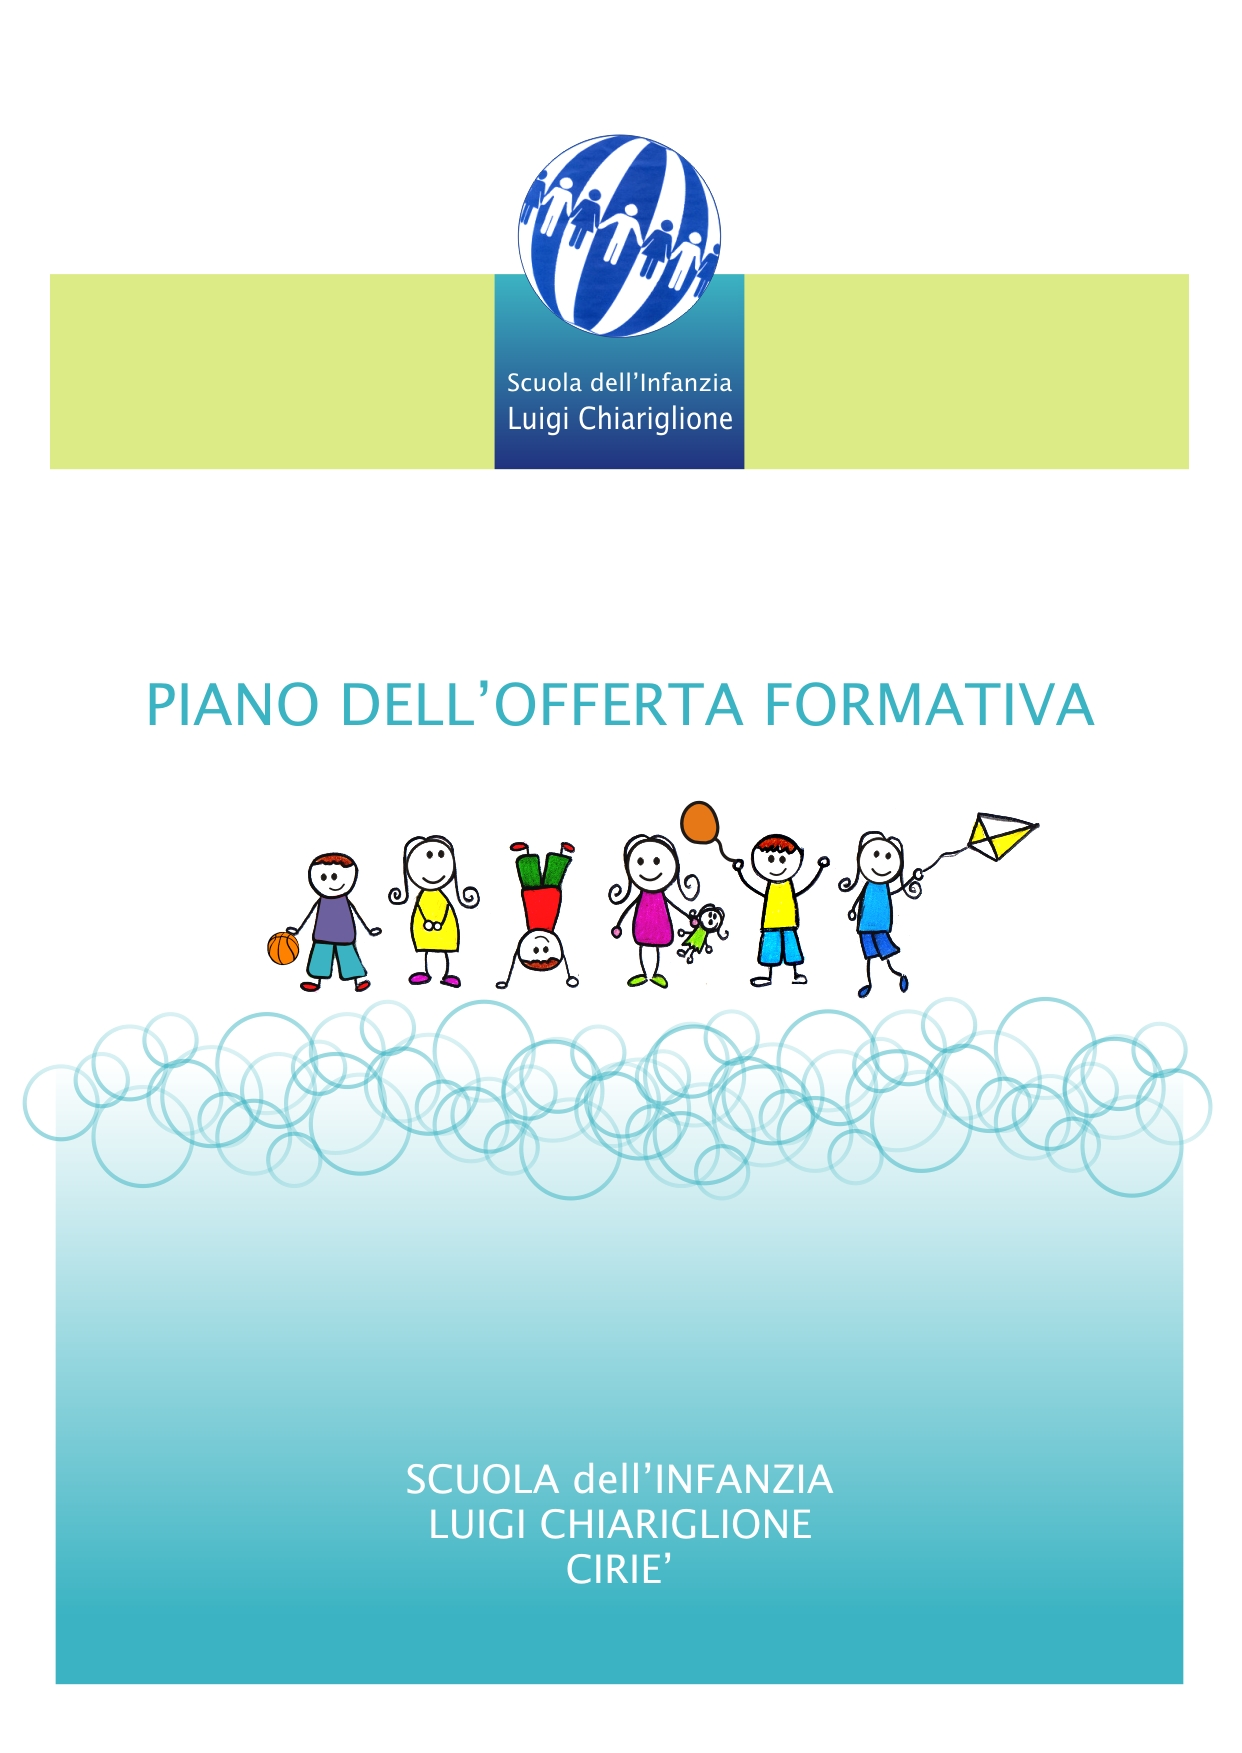 Scuola dell’Infanzia
Luigi Chiariglione
PIANO DELL’OFFERTA FORMATIVA
SCUOLA dell’INFANZIA
LUIGI CHIARIGLIONE
CIRIE’